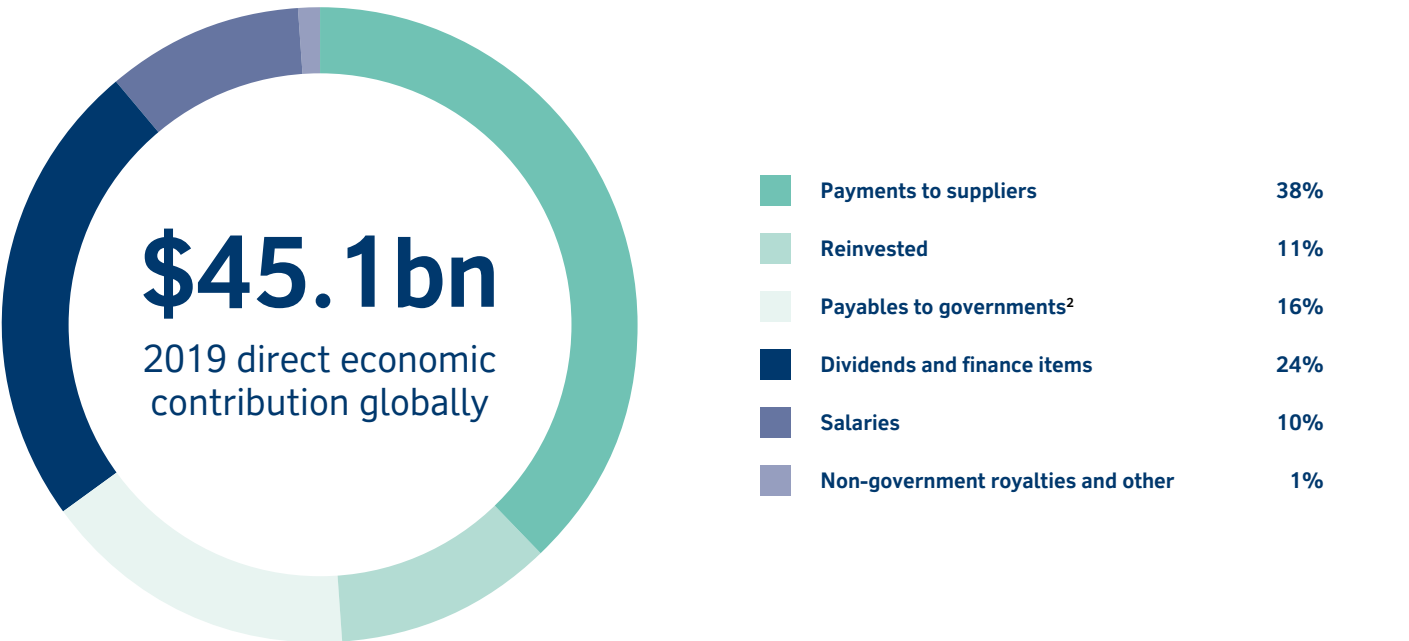 $45.1bn
2019 direct economic
contribution globally
Payments to suppliers 38%
Reinvested 11%
Payables to governments² 16%
Dividends and finance items 24%
Salaries 10%
Non-government royalties and other 1%